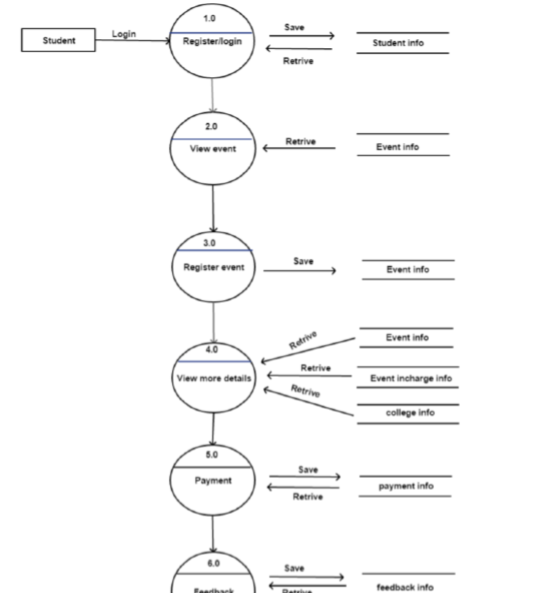 1.0
Student
Login
Register/login
Save
Retrive
Student info
2.0
View event
Retrive
Event info
3.0
Register event
Save
Event info
4.0
View more details
Retrive
Event info
Retrive
Event incharge info
Retrive
college info
5.0
Payment
Save
Retrive
payment info
6.0
Feedback
Save
Retrive
feedback info